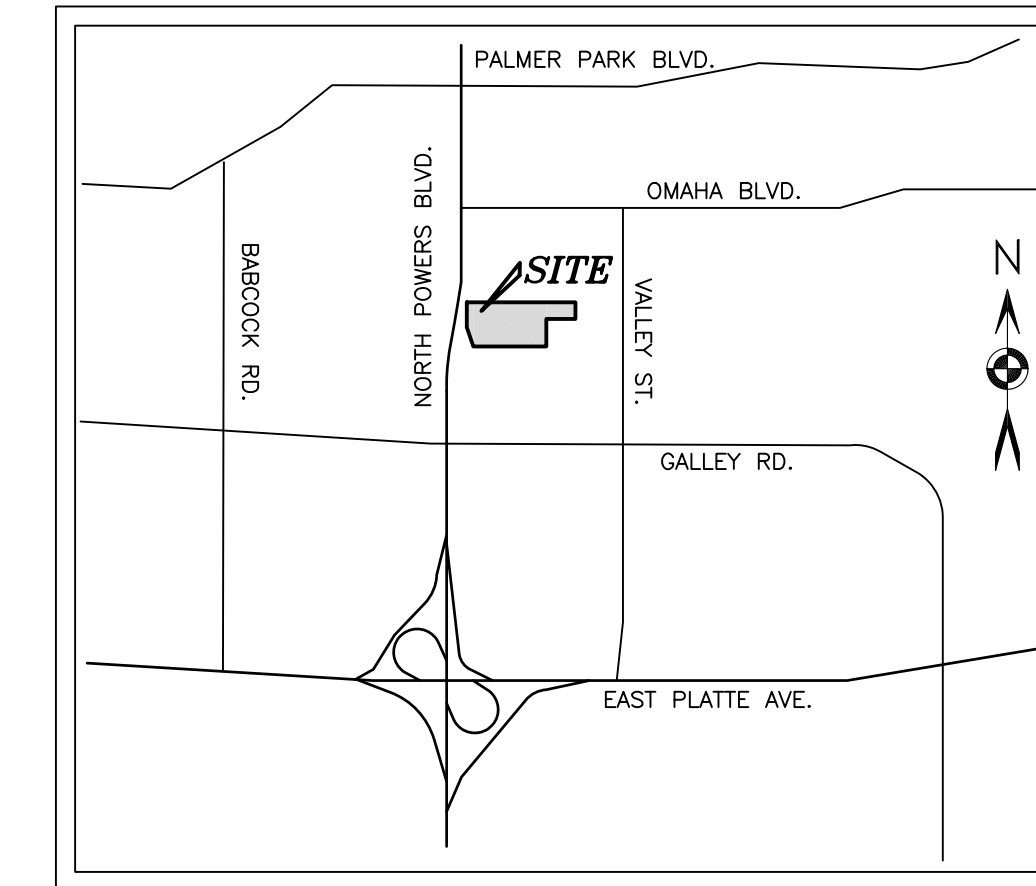 PALMER PARK BLVD.
OMAHA BLVD.
NORTH POWERS BLVD.
BABCOCK RD.
SITE
VALLEY ST.
N
GALLEY RD.
EAST PLATTE AVE.